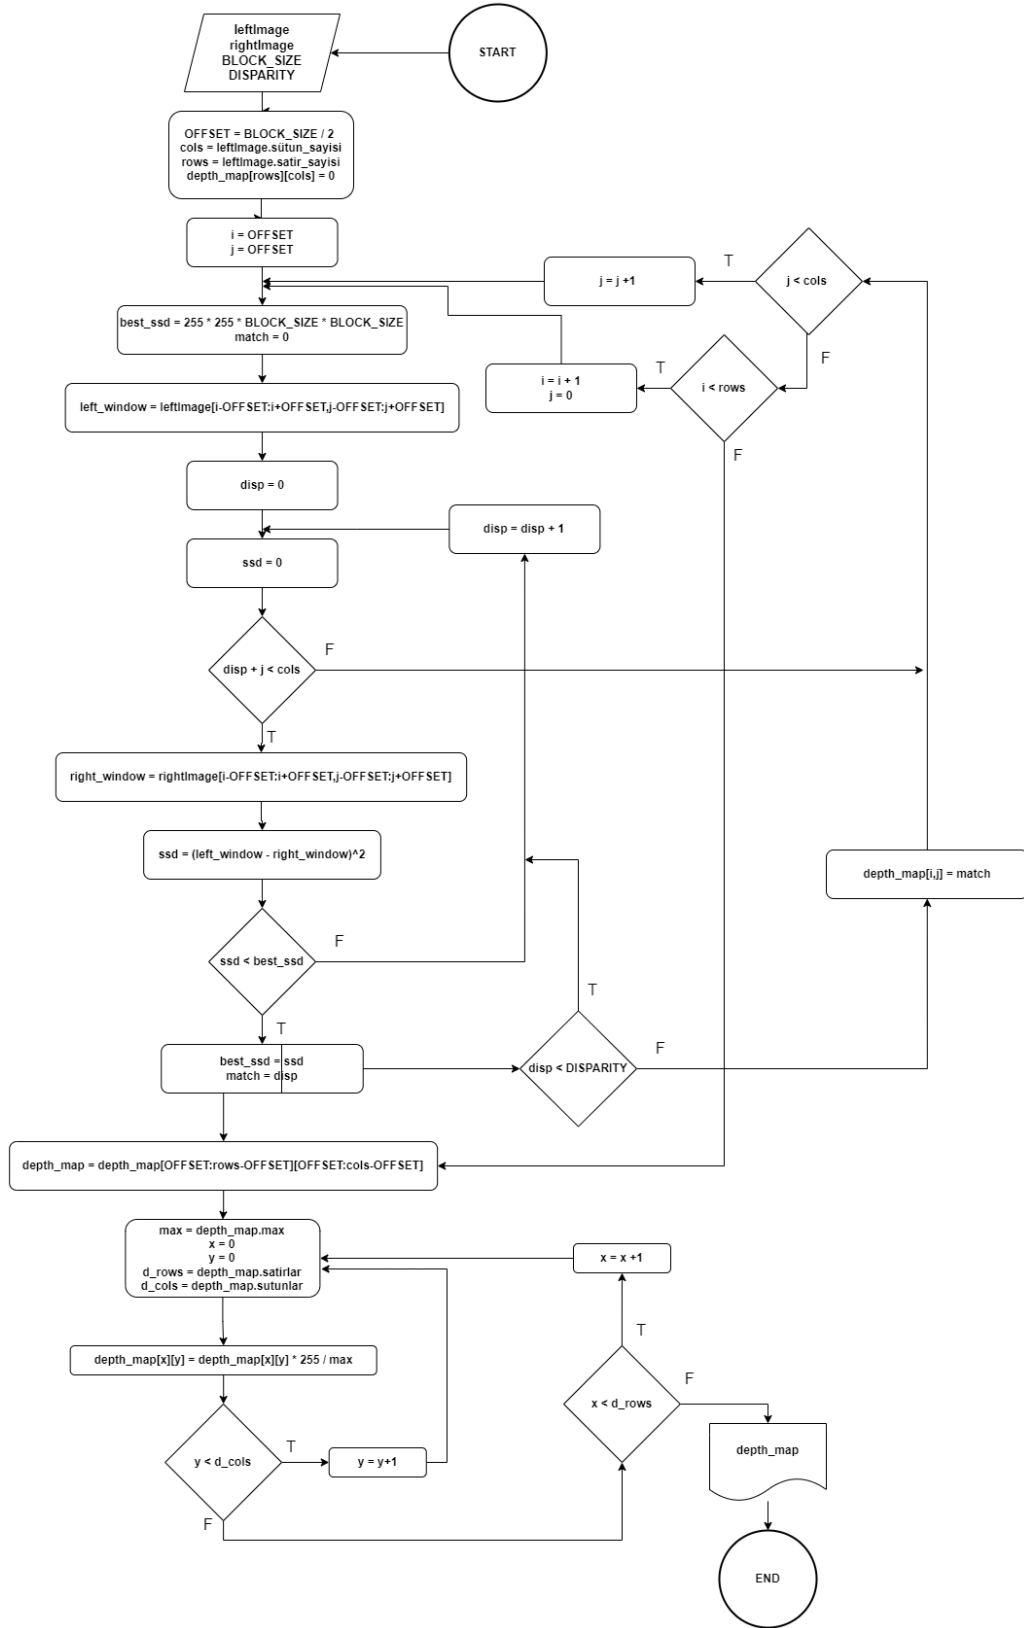 START
leftImage
rightImage
BLOCK_SIZE
DISPARITY
OFFSET = BLOCK_SIZE / 2
cols = leftImage.sütun_sayisi
rows = leftImage.satir_sayisi
depth_map[rows][cols] = 0
i = OFFSET
j = OFFSET
j = j +1
T
j < cols
F
best_ssd = 255 * 255 * BLOCK_SIZE * BLOCK_SIZE
match = 0
i = i + 1
j = 0
T
i < rows
F
left_window = leftImage[i-OFFSET:i+OFFSET,j-OFFSET:j+OFFSET]
disp = 0
disp = disp + 1
ssd = 0
disp + j < cols
F
T
right_window = rightImage[i-OFFSET:i+OFFSET,j-OFFSET:j+OFFSET]
ssd = (left_window - right_window)^2
depth_map[i,j] = match
ssd < best_ssd
F
T
T
best_ssd = ssd
match = disp
disp < DISPARITY
F
depth_map = depth_map[OFFSET:rows-OFFSET][OFFSET:cols-OFFSET]
max = depth_map.max
x = 0
y = 0
d_rows = depth_map.satirlar
d_cols = depth_map.sutunlar
x = x +1
T
depth_map[x][y] = depth_map[x][y] * 255 / max
x < d_rows
F
y < d_cols
T
y = y+1
F
depth_map
END